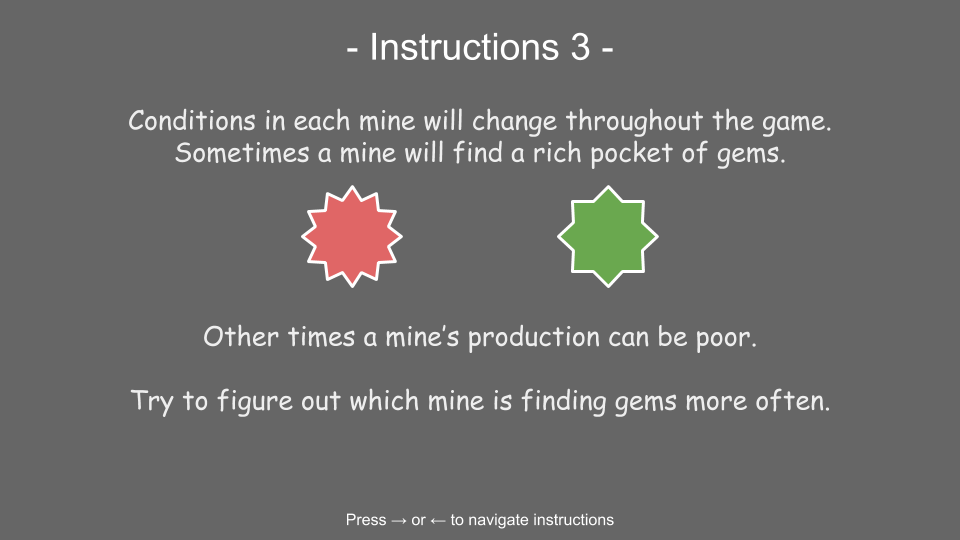 - Instructions 3 -
Conditions in each mine will change throughout the game.
Sometimes a mine will find a rich pocket of gems.
Other times a mine’s production can be poor.
Try to figure out which mine is finding gems more often.
Press → or ← to navigate instructions